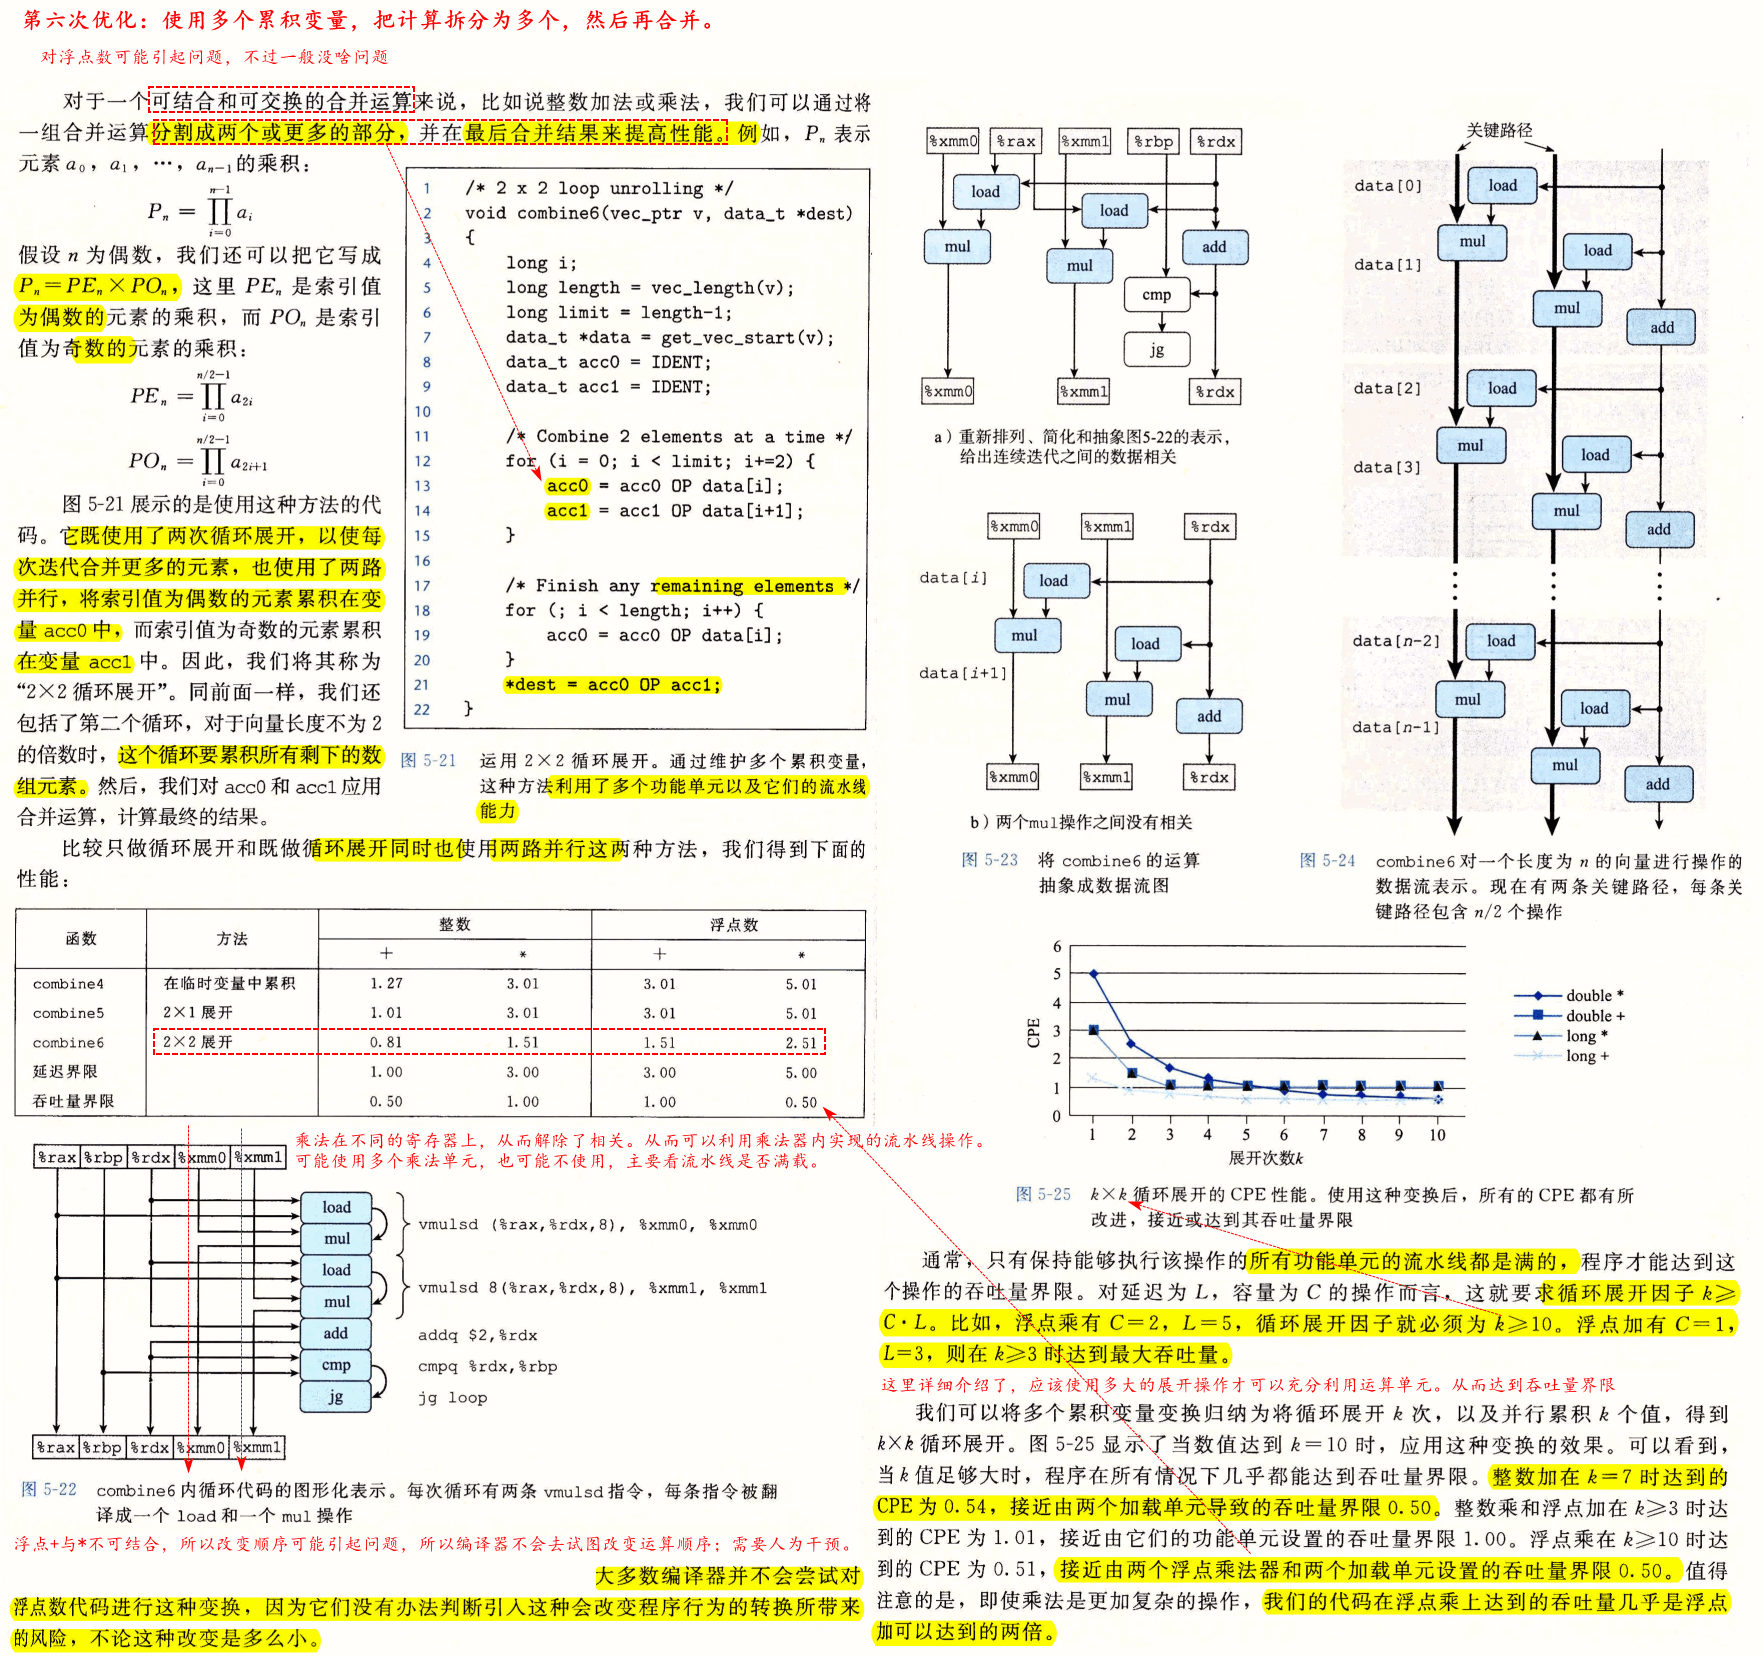 第六次优化：使用多个累积变量，把计算拆分为多个，然后再合并。
对浮点数可能引起问题，不过一般没啥问题
对于一个可结合和可交换的合并运算来说，比如说整数加法或乘法，我们可以通过将
一组合并运算分割成两个或更多的部分，并在最后合并结果来提高性能。例如，Pn 表示
元素 a0，a1，…，an−1的乘积：
Pn = ∏ ai
n−1
i=0
假设 n 为偶数，我们还可以把它写成
Pn=PEn×POn，这里 PEn 是索引值
为偶数的元素的乘积，而 POn 是索引
值为奇数的元素的乘积：
n/2−1
PEn = ∏ a2i
i=0
n/2−1
POn = ∏ a2i+1
i=0
图 5-21 展示的是使用这种方法的代
码。它既使用了两次循环展开，以使每
次迭代合并更多的元素，也使用了两路
并行，将索引值为偶数的元素累积在变
量 acc0 中，而索引值为奇数的元素累积
在变量 acc1 中。因此，我们将其称为
“2×2 循环展开”。同前面一样，我们还
包括了第二个循环，对于向量长度不为 2
的倍数时，这个循环要累积所有剩下的数
组元素。然后，我们对 acc0 和 acc1 应用
合并运算，计算最终的结果。
1 /* 2 x 2 loop unrolling */
2 void combine6(vec_ptr v, data_t *dest)
3 {
4 long i;
5 long length = vec_length(v);
6 long limit = length-1;
7 data_t *data = get_vec_start(v);
8 data_t acc0 = IDENT;
9 data_t acc1 = IDENT;
10
11 /* Combine 2 elements at a time */
12 for (i = 0; i < limit; i+=2) {
13 acc0 = acc0 OP data[i];
14 acc1 = acc1 OP data[i+1];
15 }
16
17 /* Finish any remaining elements */
18 for (; i < length; i++) {
19 acc0 = acc0 OP data[i];
20 }
21 *dest = acc0 OP acc1;
22 }
图 5-21 运用 2×2 循环展开。通过维护多个累积变量，
这种方法利用了多个功能单元以及它们的流水线
能力
比较只做循环展开和既做循环展开同时也使用两路并行这两种方法，我们得到下面的
性能：
函数 方法 整数 浮点数
+ * + *
combine4 在临时变量中累积 1.27 3.01 3.01 5.01
combine5 2×1 展开 1.01 3.01 3.01 5.01
combine6 2×2 展开 0.81 1.51 1.51 2.51
延迟界限 1.00 3.00 3.00 5.00
吞吐量界限 0.50 1.00 1.00 0.50
乘法在不同的寄存器上，从而解除了相关。从而可以利用乘法器内实现的流水线操作。
可能使用多个乘法单元，也可能不使用，主要看流水线是否满载。
%rax %rbp %rdx %xmm0 %xmm1
load
mul
vmulsd (%rax,%rdx,8), %xmm0, %xmm0
load
mul
vmulsd 8(%rax,%rdx,8), %xmm1, %xmm1
add addq $2,%rdx
cmp cmpq %rdx,%rbp
jg jg loop
%rax %rbp %rdx %xmm0 %xmm1
图 5-22 combine6 内循环代码的图形化表示。每次循环有两条 vmulsd 指令，每条指令被翻
译成一个 load 和一个 mul 操作
浮点+与*不可结合，所以改变顺序可能引起问题，所以编译器不会去试图改变运算顺序；需要人为干预。
大多数编译器并不会尝试对
浮点数代码进行这种变换，因为它们没有办法判断引入这种会改变程序行为的转换所带来
的风险，不论这种改变是多么小。
%xmm0 %rax %xmm1 %rbp %rdx
load
load
mul add
mul
cmp
jg
%xmm0 %xmm1 %rdx
a）重新排列、简化和抽象图5-22的表示，
给出连续迭代之间的数据相关
%xmm0 %xmm1 %rdx
data[i] load
mul load
data[i+1]
mul
add
%xmm0 %xmm1 %rdx
b）两个mul操作之间没有相关
图 5-23 将 combine6 的运算
抽象成数据流图
关键路径
data[0] load
mul load
data[1]
mul
add
data[2] load
mul
load
data[3]
mul
add
data[n-2] load
mul
load
data[n-1]
mul
add
图 5-24 combine6 对一个长度为 n 的向量进行操作的
数据流表示。现在有两条关键路径，每条关
键路径包含 n/2 个操作
CPE
6
5
4
3
2
1
0
1 2 3 4 5 6 7 8 9 10
展开次数k
double *
double +
long *
long +
图 5-25 k×k 循环展开的 CPE 性能。使用这种变换后，所有的 CPE 都有所
改进，接近或达到其吞吐量界限
通常，只有保持能够执行该操作的所有功能单元的流水线都是满的，程序才能达到这
个操作的吞吐量界限。对延迟为 L，容量为 C 的操作而言，这就要求循环展开因子 k⩾
C·L。比如，浮点乘有 C=2，L=5，循环展开因子就必须为 k⩾10。浮点加有 C=1，
L=3，则在 k⩾3 时达到最大吞吐量。
这里详细介绍了，应该使用多大的展开操作才可以充分利用运算单元。从而达到吞吐量界限
我们可以将多个累积变量变换归纳为将循环展开 k 次，以及并行累积 k 个值，得到
k×k 循环展开。图 5-25 显示了当数值达到 k=10 时，应用这种变换的效果。可以看到，
当 k 值足够大时，程序在所有情况下几乎都能达到吞吐量界限。整数加在 k=7 时达到的
CPE 为 0.54，接近由两个加载单元导致的吞吐量界限 0.50。整数乘和浮点加在 k⩾3 时达
到的 CPE 为 1.01，接近由它们的功能单元设置的吞吐量界限 1.00。浮点乘在 k⩾10 时达
到的 CPE 为 0.51，接近由两个浮点乘法器和两个加载单元设置的吞吐量界限 0.50。值得
注意的是，即使乘法是更加复杂的操作，我们的代码在浮点乘上达到的吞吐量几乎是浮点
加可以达到的两倍。